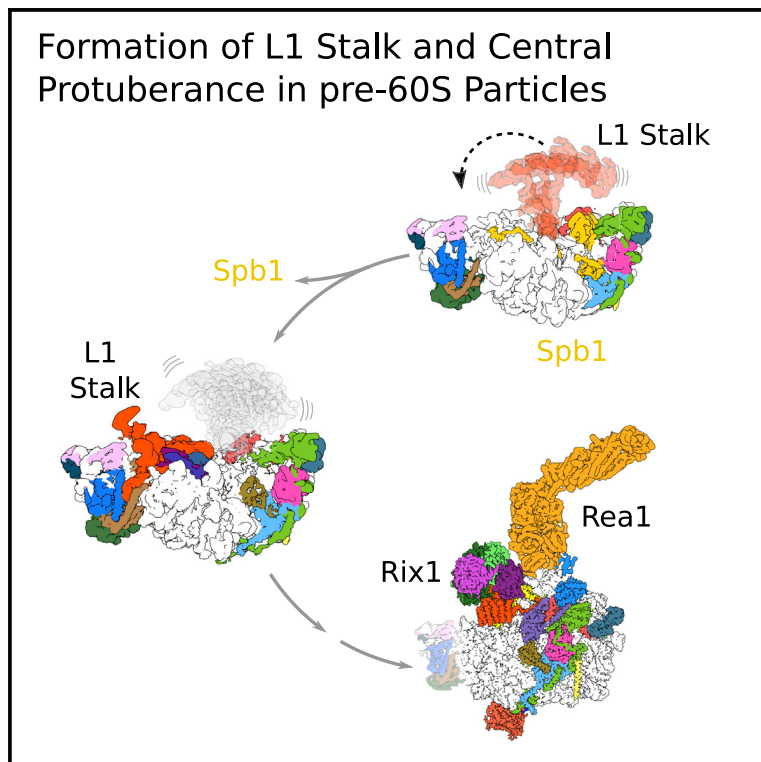 Formation of L1 Stalk and Central
Protuberance in pre-60S Particles
L1 Stalk
Spb1
Spb1
L1
Stalk
Rea1
Rix1